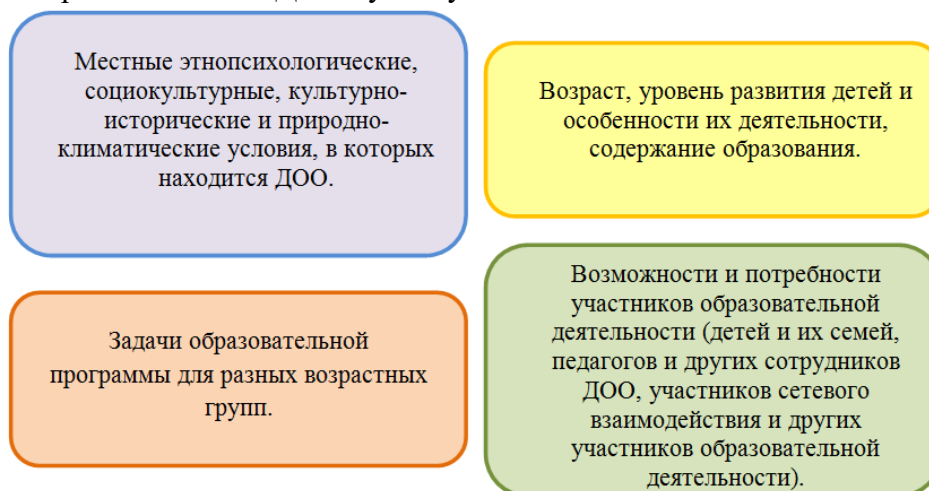 Местные этнопсихологические,
социокультурные, культурно-
исторические и природно-
климатические условия, в которых
находится ДОО.
Возраст, уровень развития детей и
особенности их деятельности,
содержание образования.
Задачи образовательной
программы для разных возрастных
групп.
Возможности и потребности
участников образовательной
деятельности (детей и их семей,
педагогов и других сотрудников
ДОО, участников сетевого
взаимодействия и других
участников образовательной
деятельности).